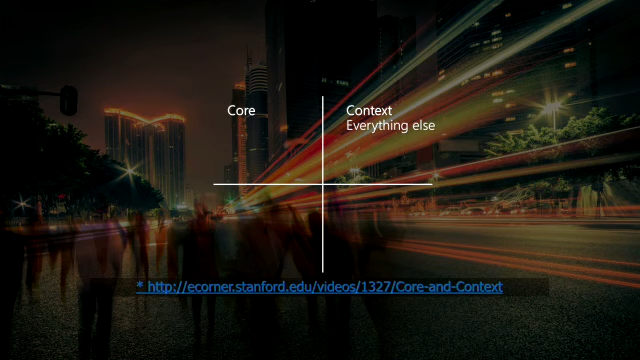 Core
Context
Everything else
* http://ecorner.stanford.edu/videos/1327/Core-and-Context